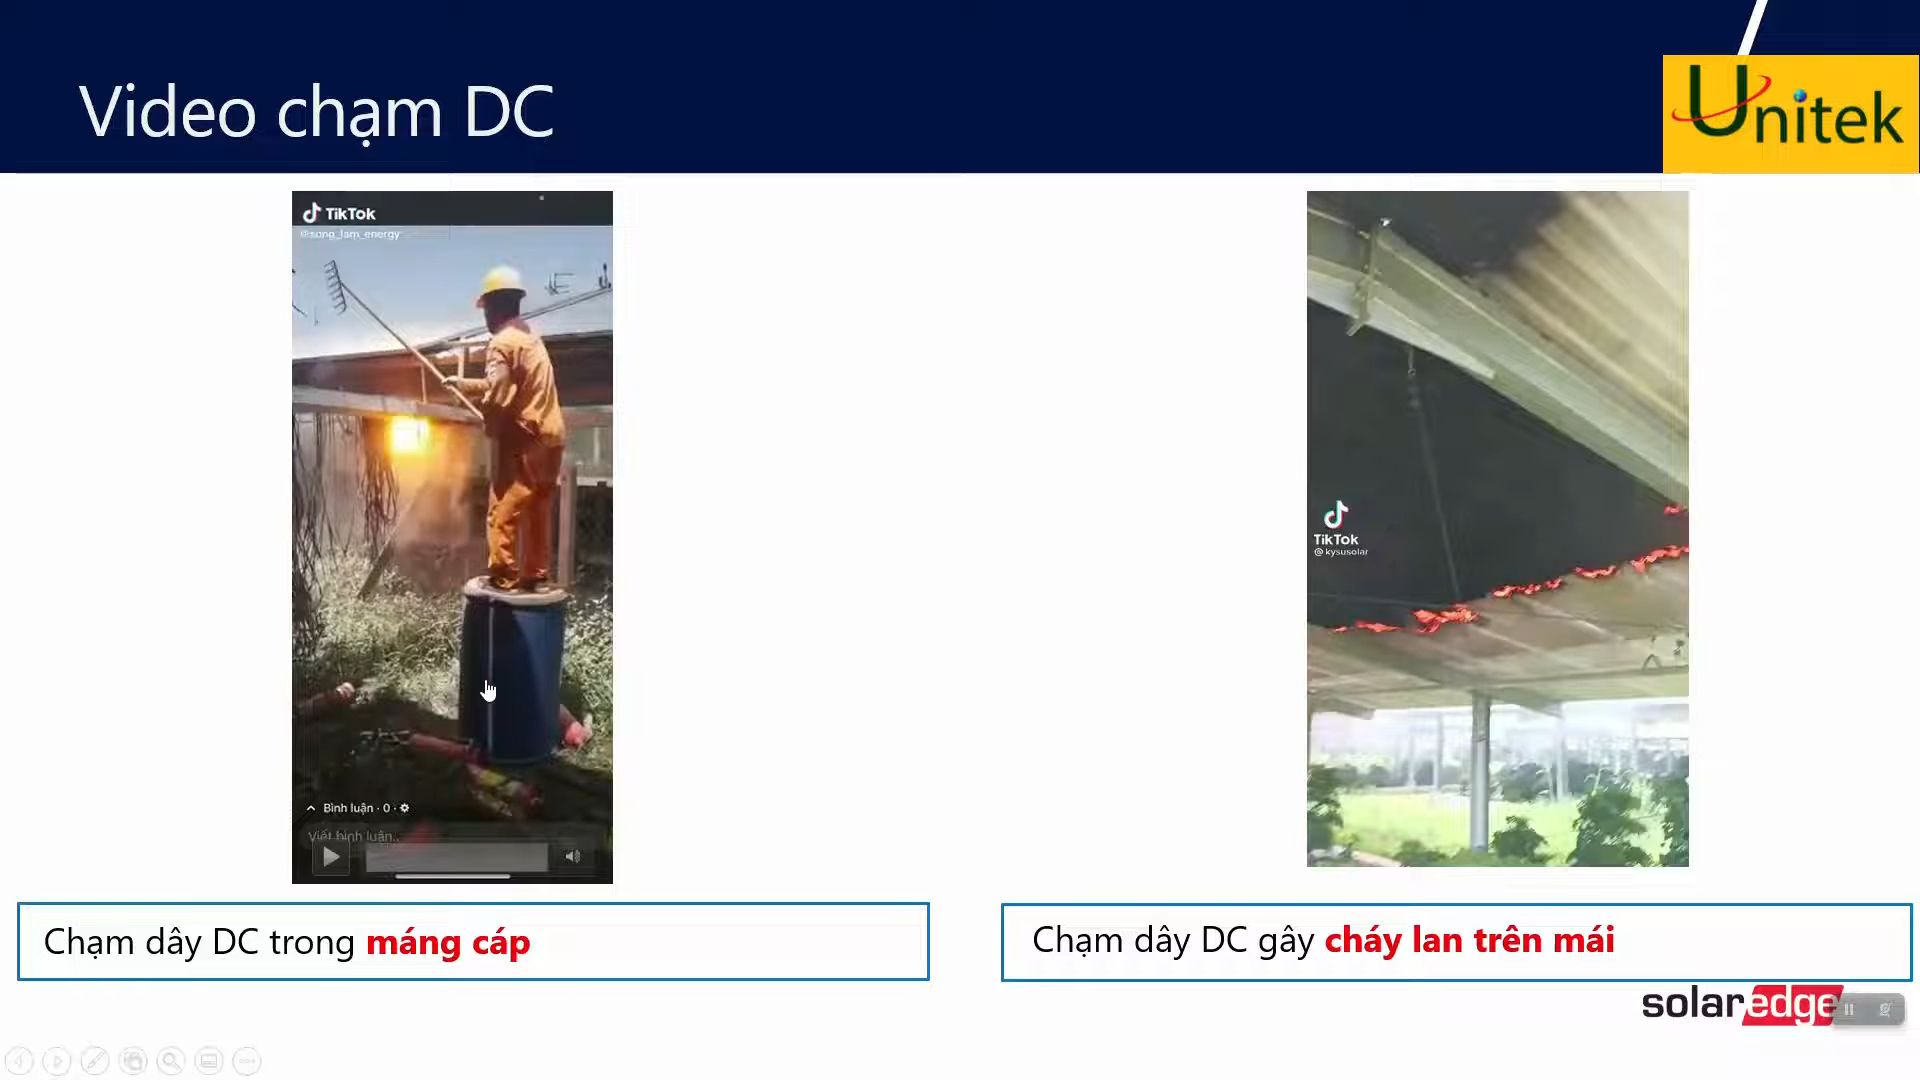 Video chạm DC
Unitek
TikTok
@song_lam_energy
Bình luận · 0 ·
Viết bình luận..
TikTok
@kysusolar
Chạm dây DC trong máng cáp
Chạm dây DC gây cháy lan trên mái
solaredge